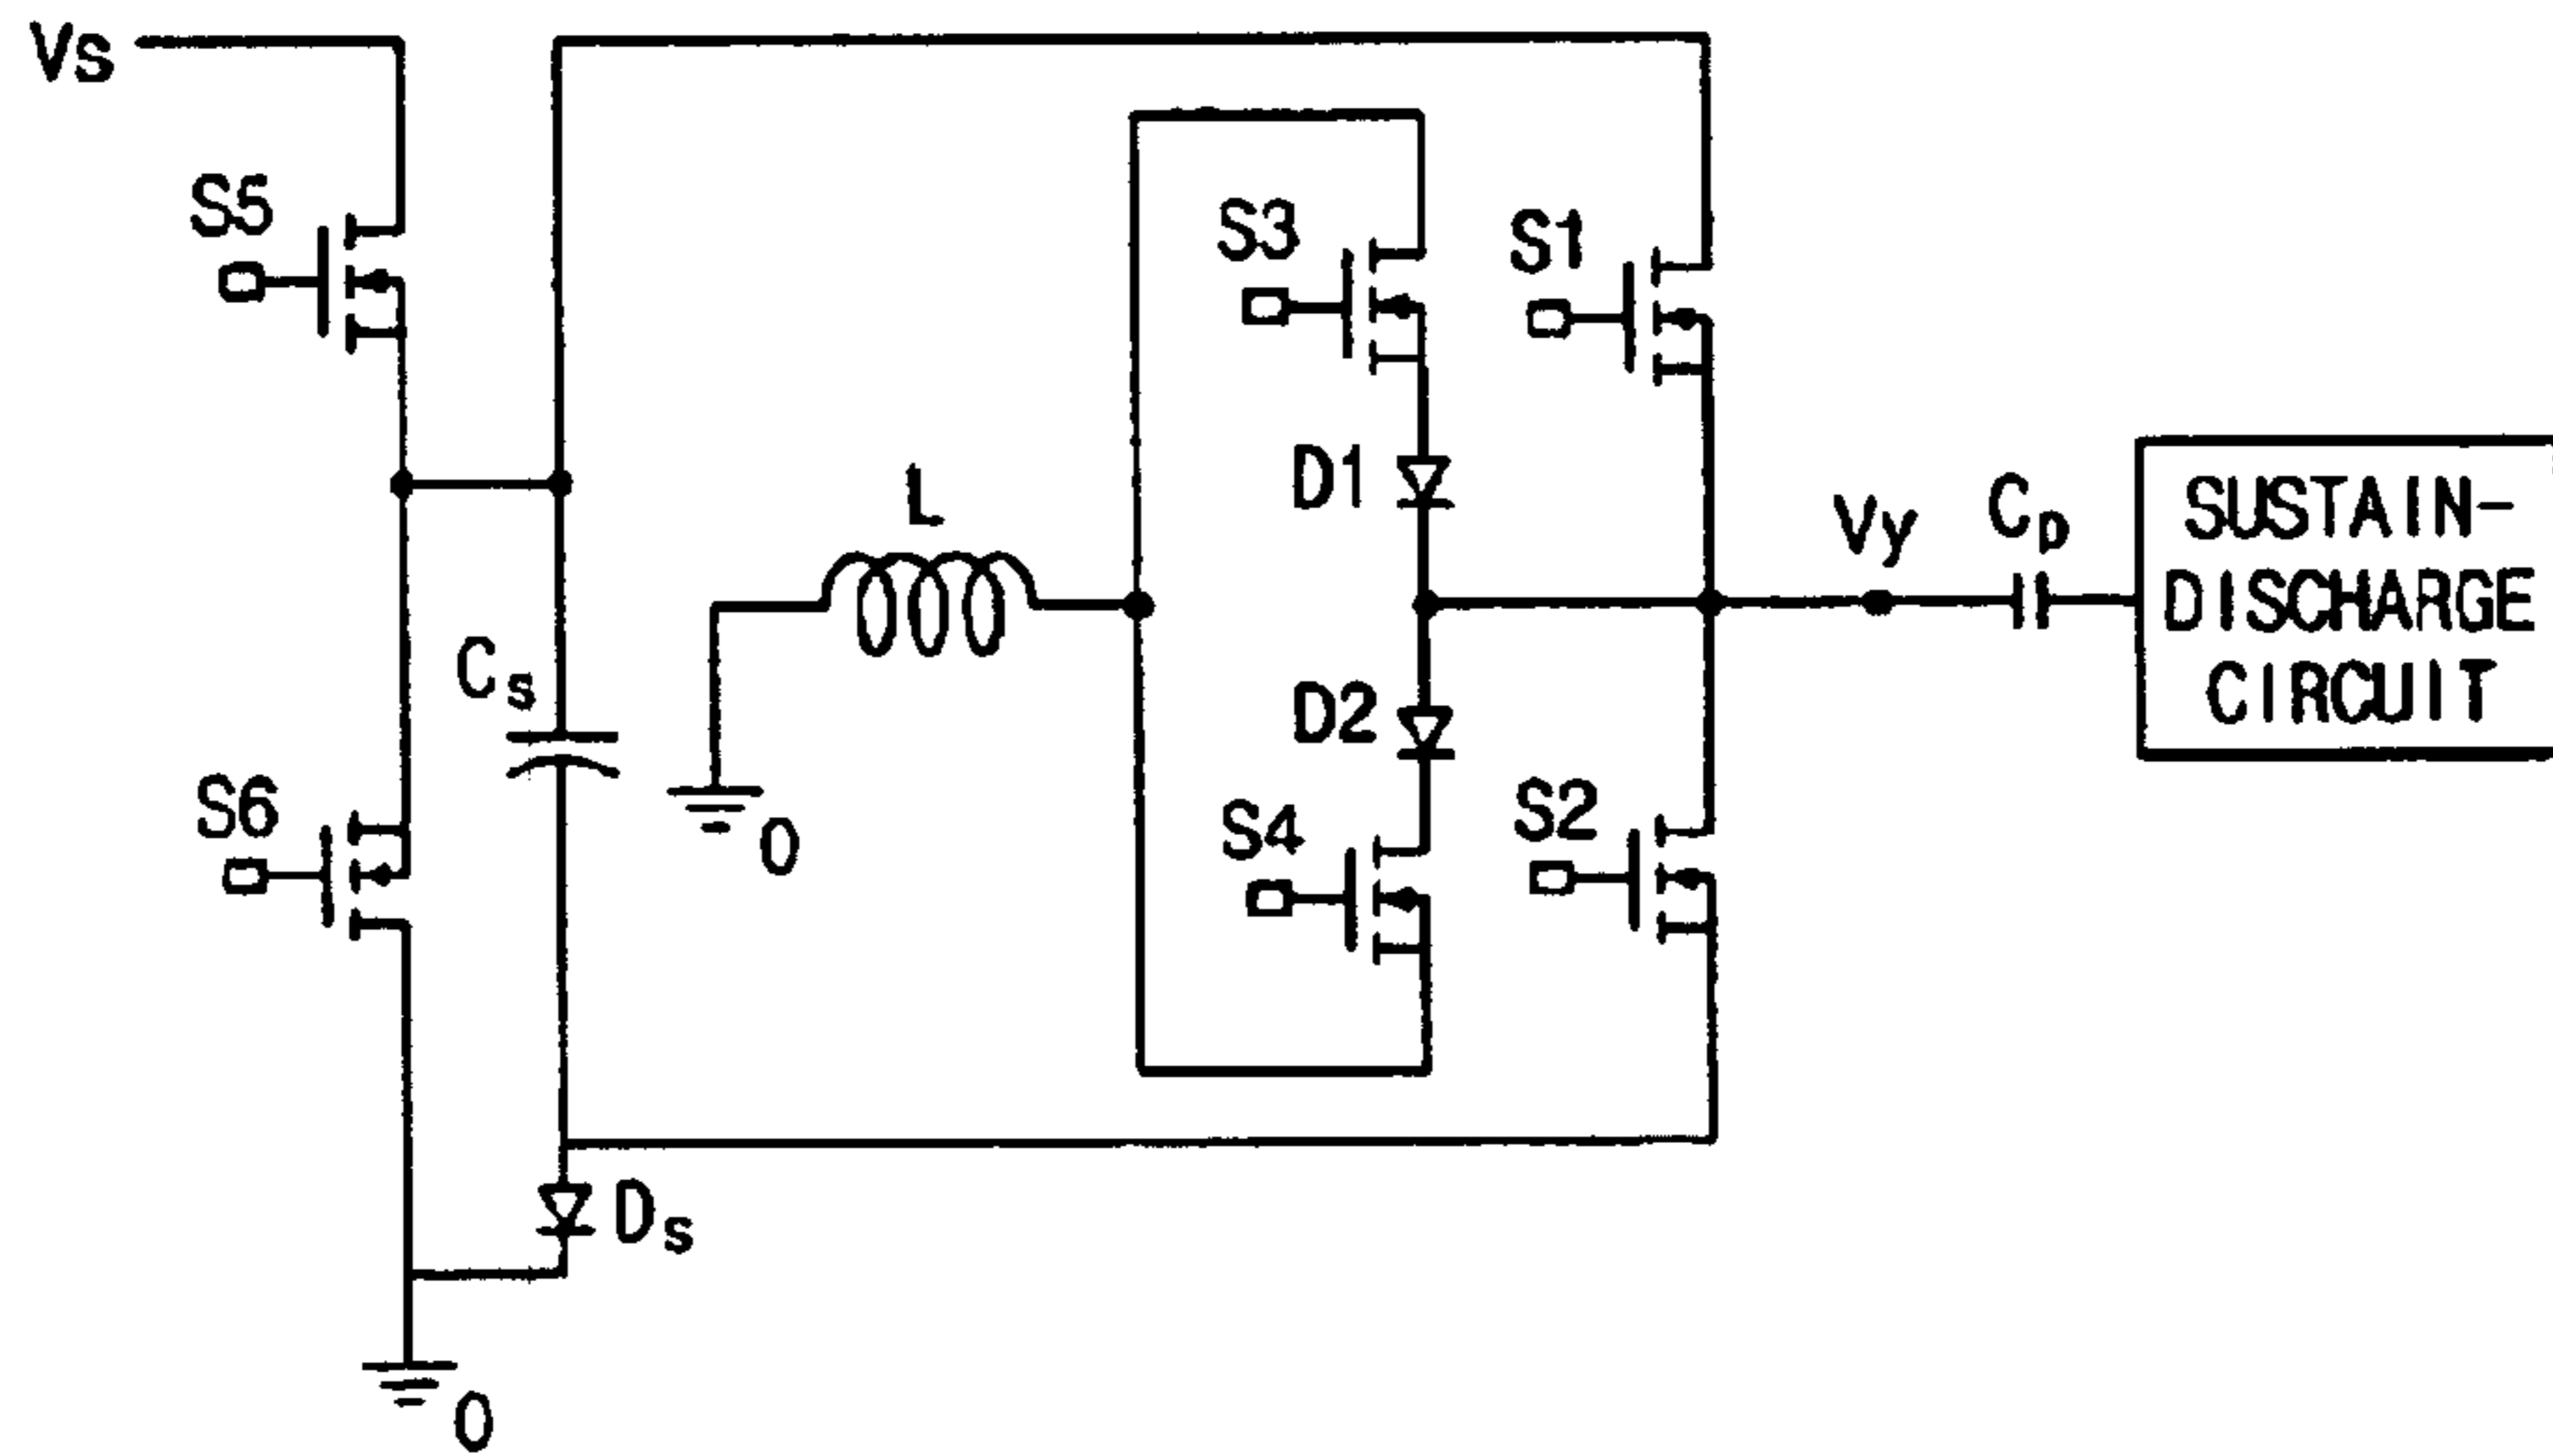 Vs
S5
S3
S1
D1
L
Vy
Cp
SUSTAIN-
DISCHARGE
CIRCUIT
Cs
D2
S6
S4
S2
0
Ds
0